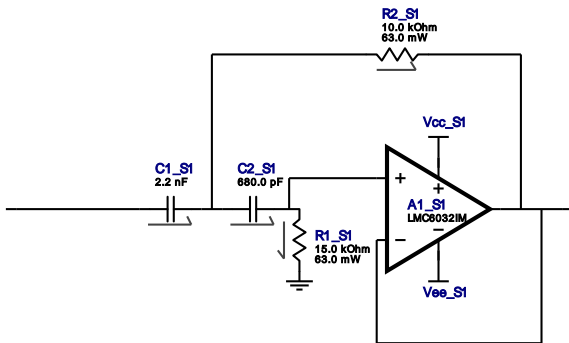 R2_S1
10.0 kOhm
63.0 mW
Vcc_S1
C1_S1
2.2 nF
C2_S1
680.0 pF
+
+
A1_S1
LMC6032IM
R1_S1
15.0 kOhm
63.0 mW
−
−
Vee_S1